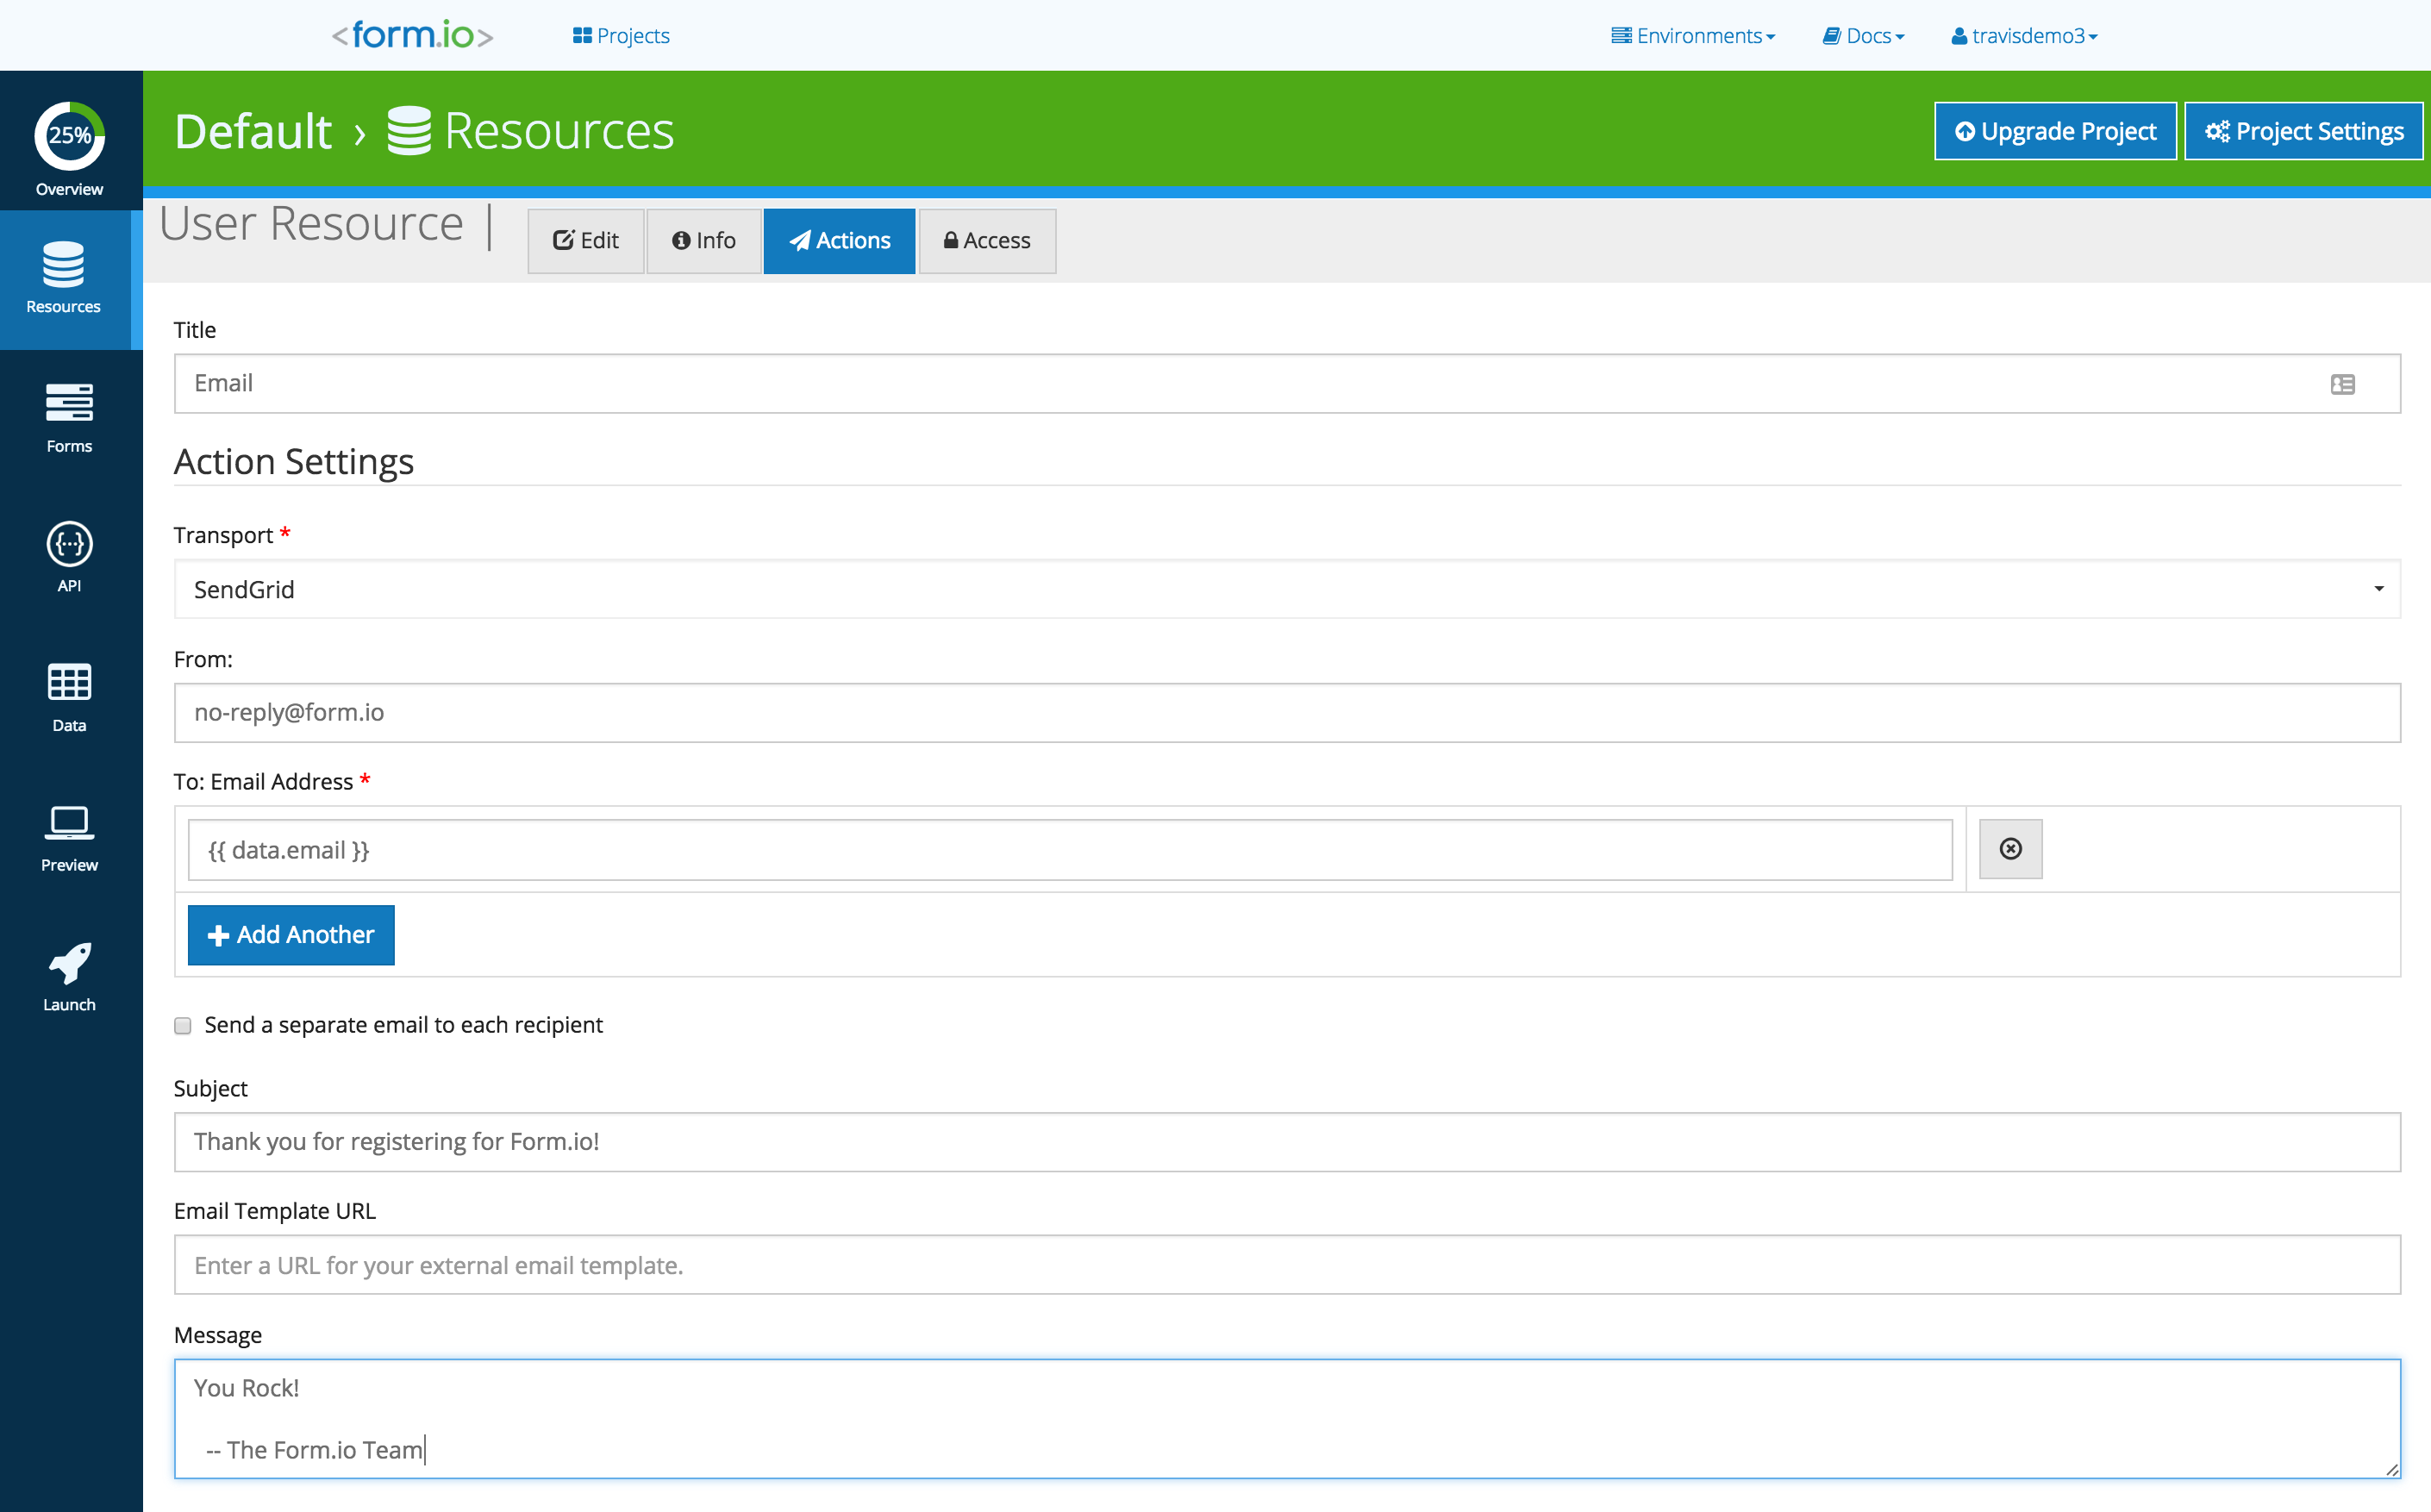 <form.io>
Projects
Environments
Docs
travisdemo3
25%
Overview
Default › Resources
Upgrade Project
Project Settings
User Resource |
Edit
Info
Actions
Access
Resources
Forms
API
Data
Preview
Launch
Title
Email
Action Settings
Transport *
SendGrid
From:
no-reply@form.io
To: Email Address *
{{ data.email }}
Add Another
Send a separate email to each recipient
Subject
Thank you for registering for Form.io!
Email Template URL
Enter a URL for your external email template.
Message
You Rock!
-- The Form.io Team